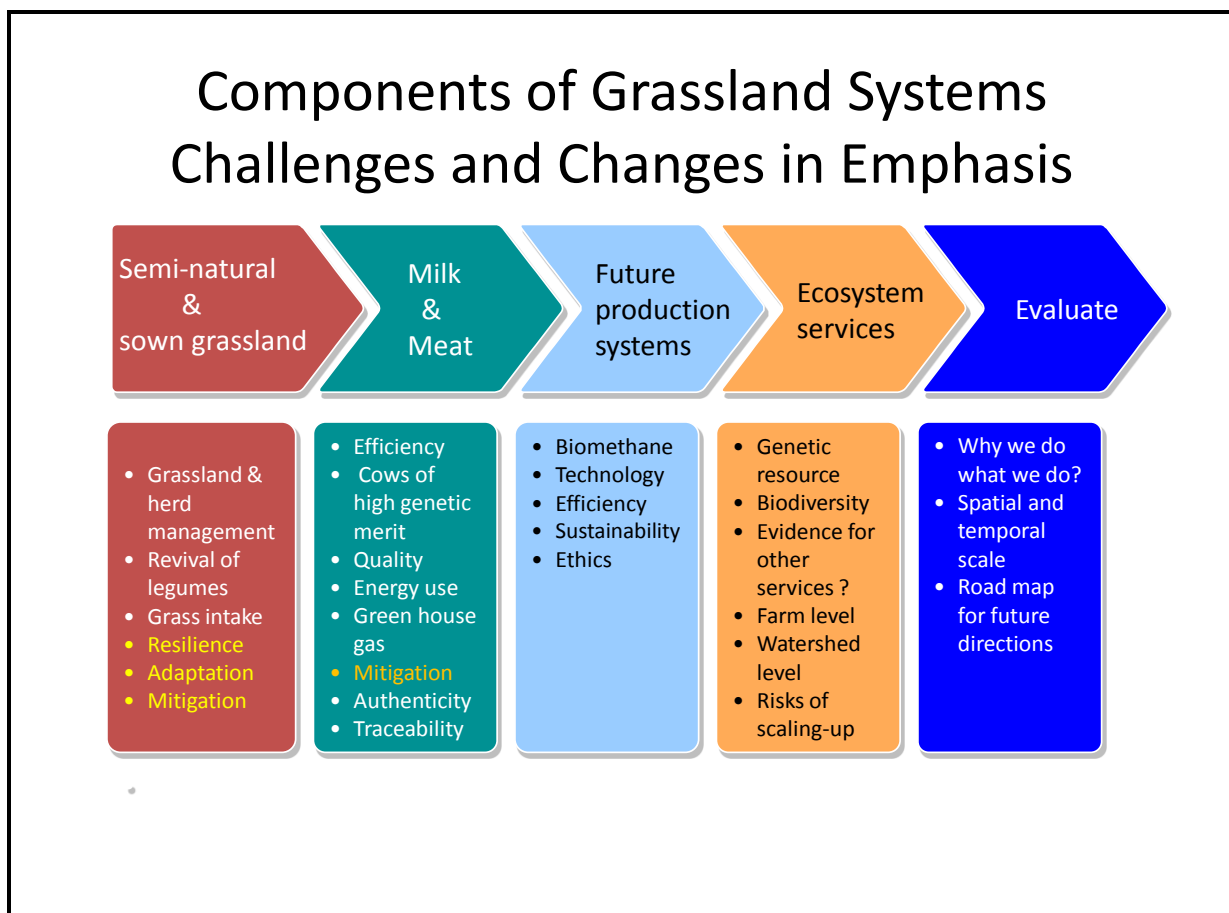 Components of Grassland Systems
Challenges and Changes in Emphasis
Semi-natural
&
sown grassland
Milk
&
Meat
Future
production
systems
Ecosystem
services
Evaluate
• Grassland &
herd
management
• Revival of
legumes
• Grass intake
• Resilience
• Adaptation
• Mitigation
• Efficiency
• Cows of
high genetic
merit
• Quality
• Energy use
• Green house
gas
• Mitigation
• Authenticity
• Traceability
• Biomethane
• Technology
• Efficiency
• Sustainability
• Ethics
• Genetic
resource
• Biodiversity
• Evidence for
other
services ?
• Farm level
• Watershed
level
• Risks of
scaling-up
• Why we do
what we do?
• Spatial and
temporal
scale
• Road map
for future
directions